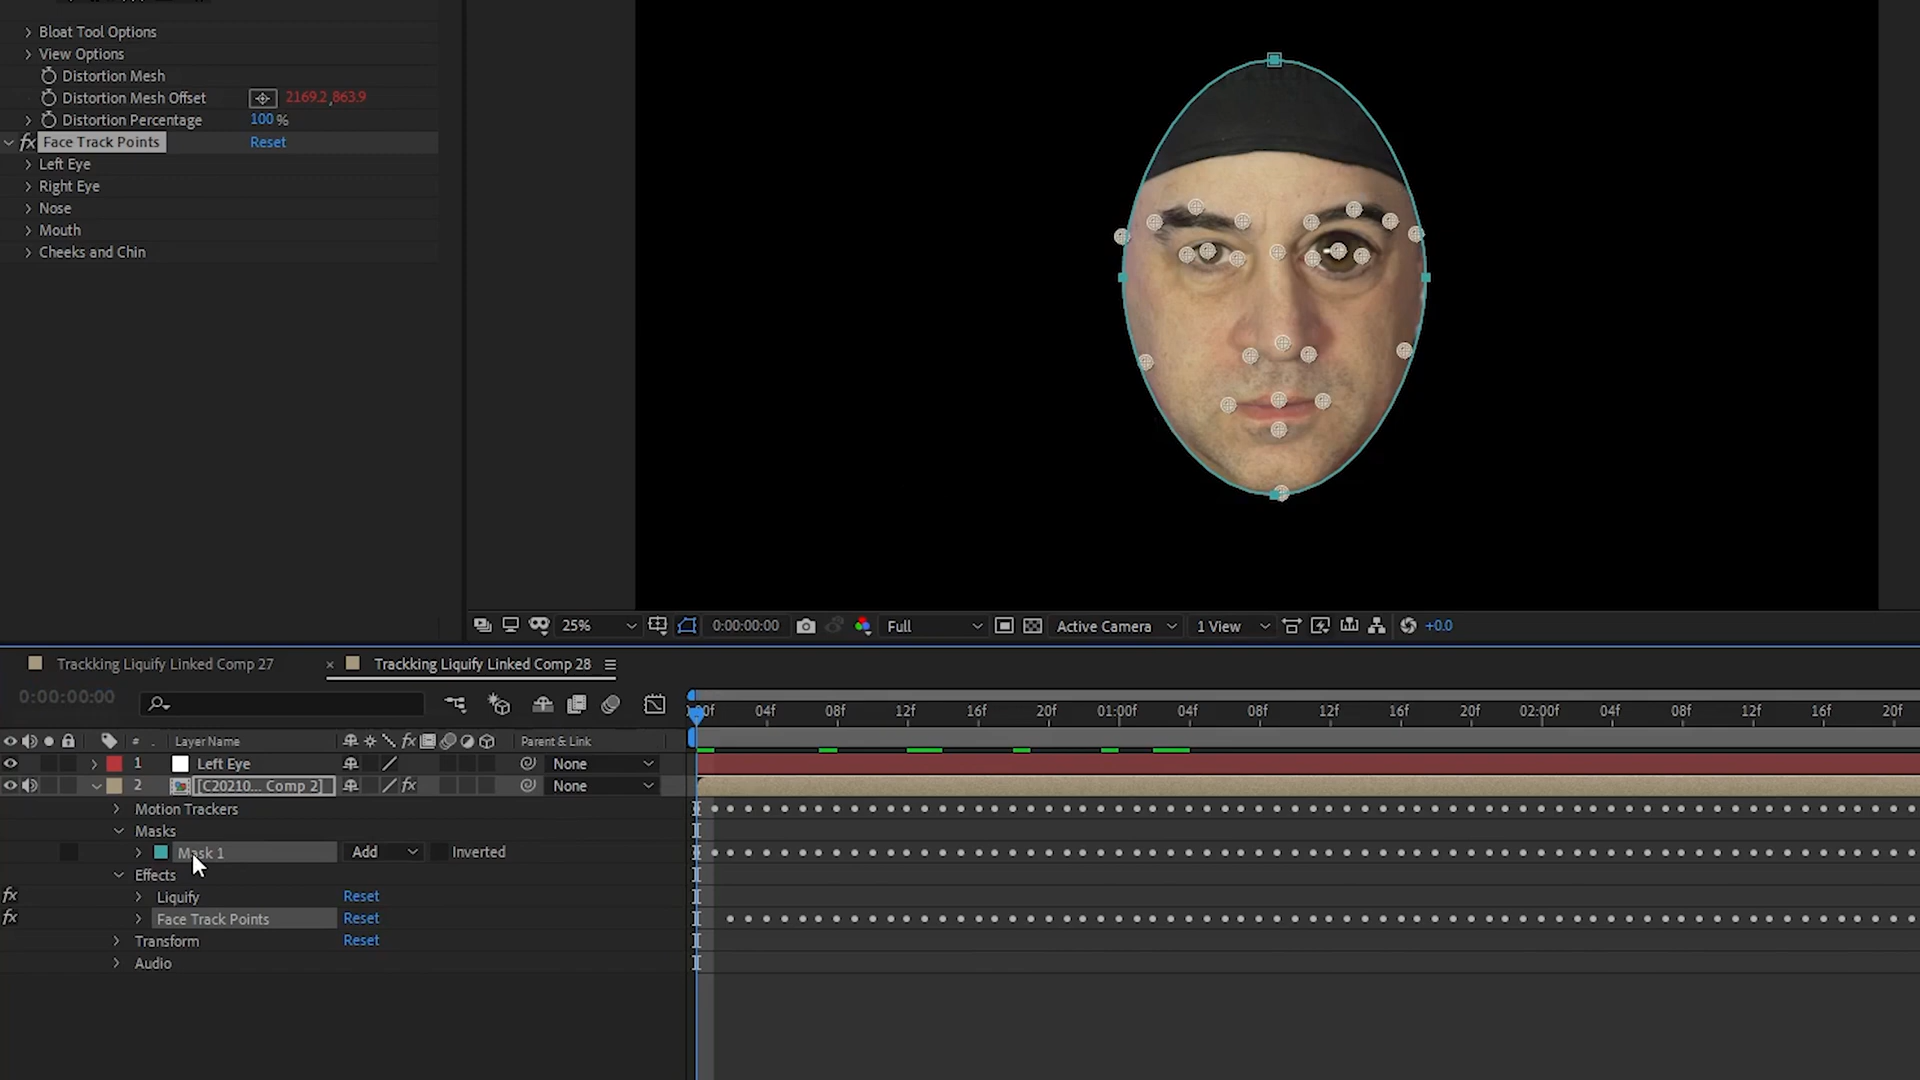 Bloat Tool Options
View Options
Distortion Mesh
Distortion Mesh Offset 2169.2,863.9
Distortion Percentage 100 %
fx Face Track Points Reset
Left Eye
Right Eye
Nose
Mouth
Cheeks and Chin
25% 0:00:00:00 Full Active Camera 1 View +0.0
Trackking Liquify Linked Comp 27 × Trackking Liquify Linked Comp 28
0:00:00:00
:00f 04f 08f 12f 16f 20f 01:00f 04f 08f 12f 16f 20f 02:00f 04f 08f 12f 16f 20f
# . Layer Name fx Parent & Link
1 Left Eye None
2 [C20210... Comp 2] fx None
Motion Trackers
Masks
Mask 1 Add Inverted
Effects
fx Liquify Reset
fx Face Track Points Reset
Transform Reset
Audio